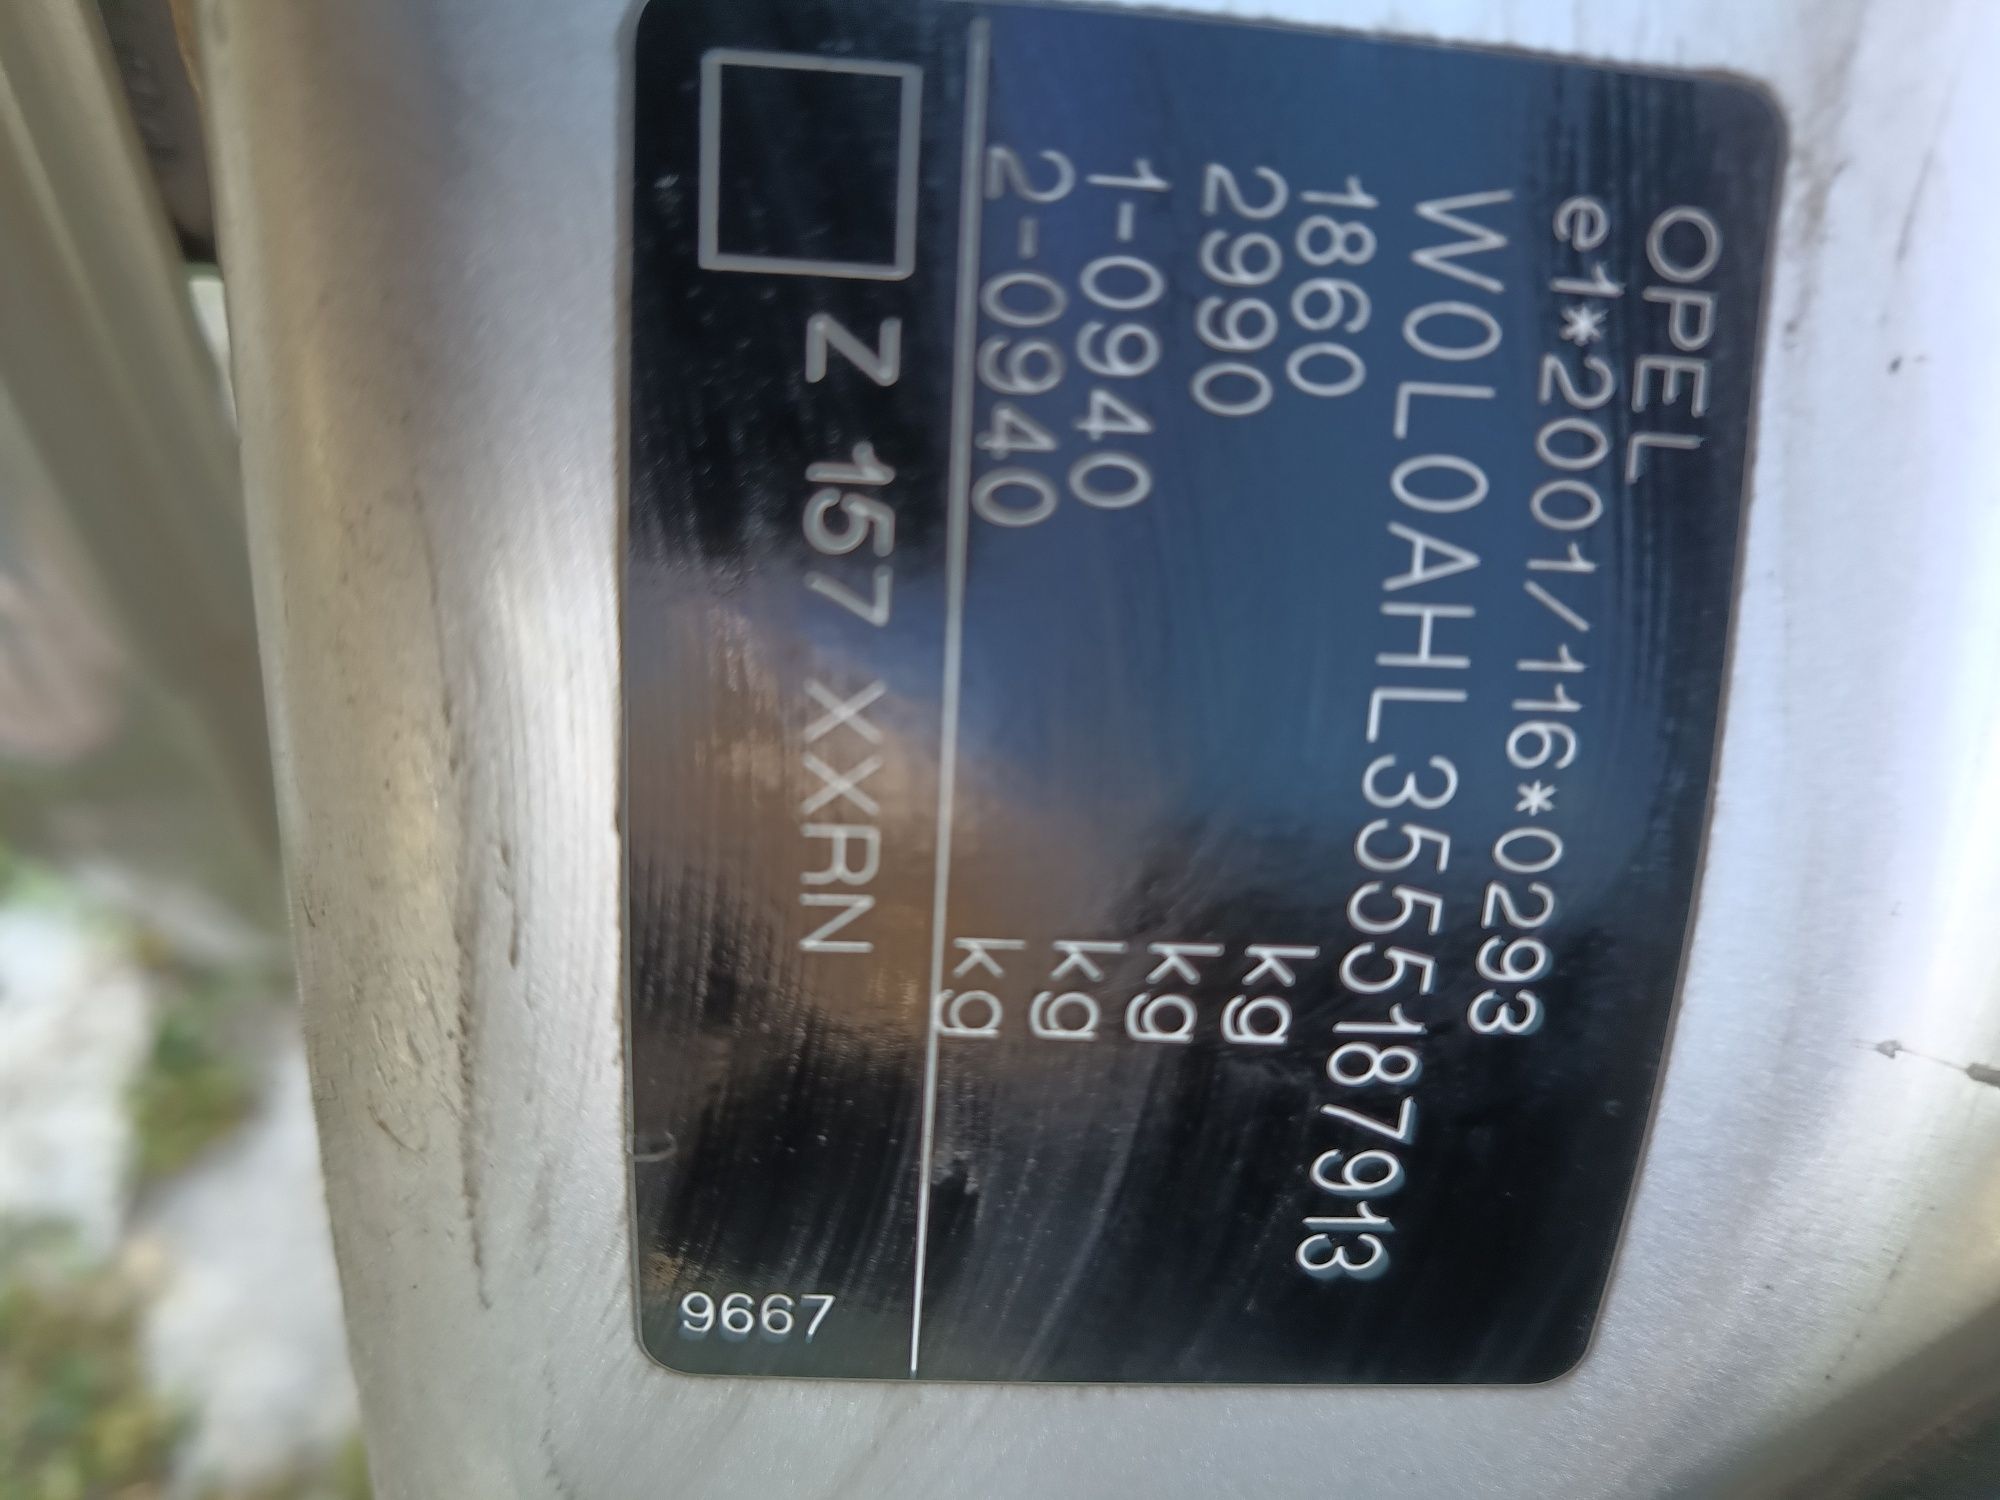 OPEL
e1*2001/116*0293
W0L0AHL3555187913
1860 kg
2990 kg
1-0940 kg
2-0940 kg
Z 157 XXRN
9667